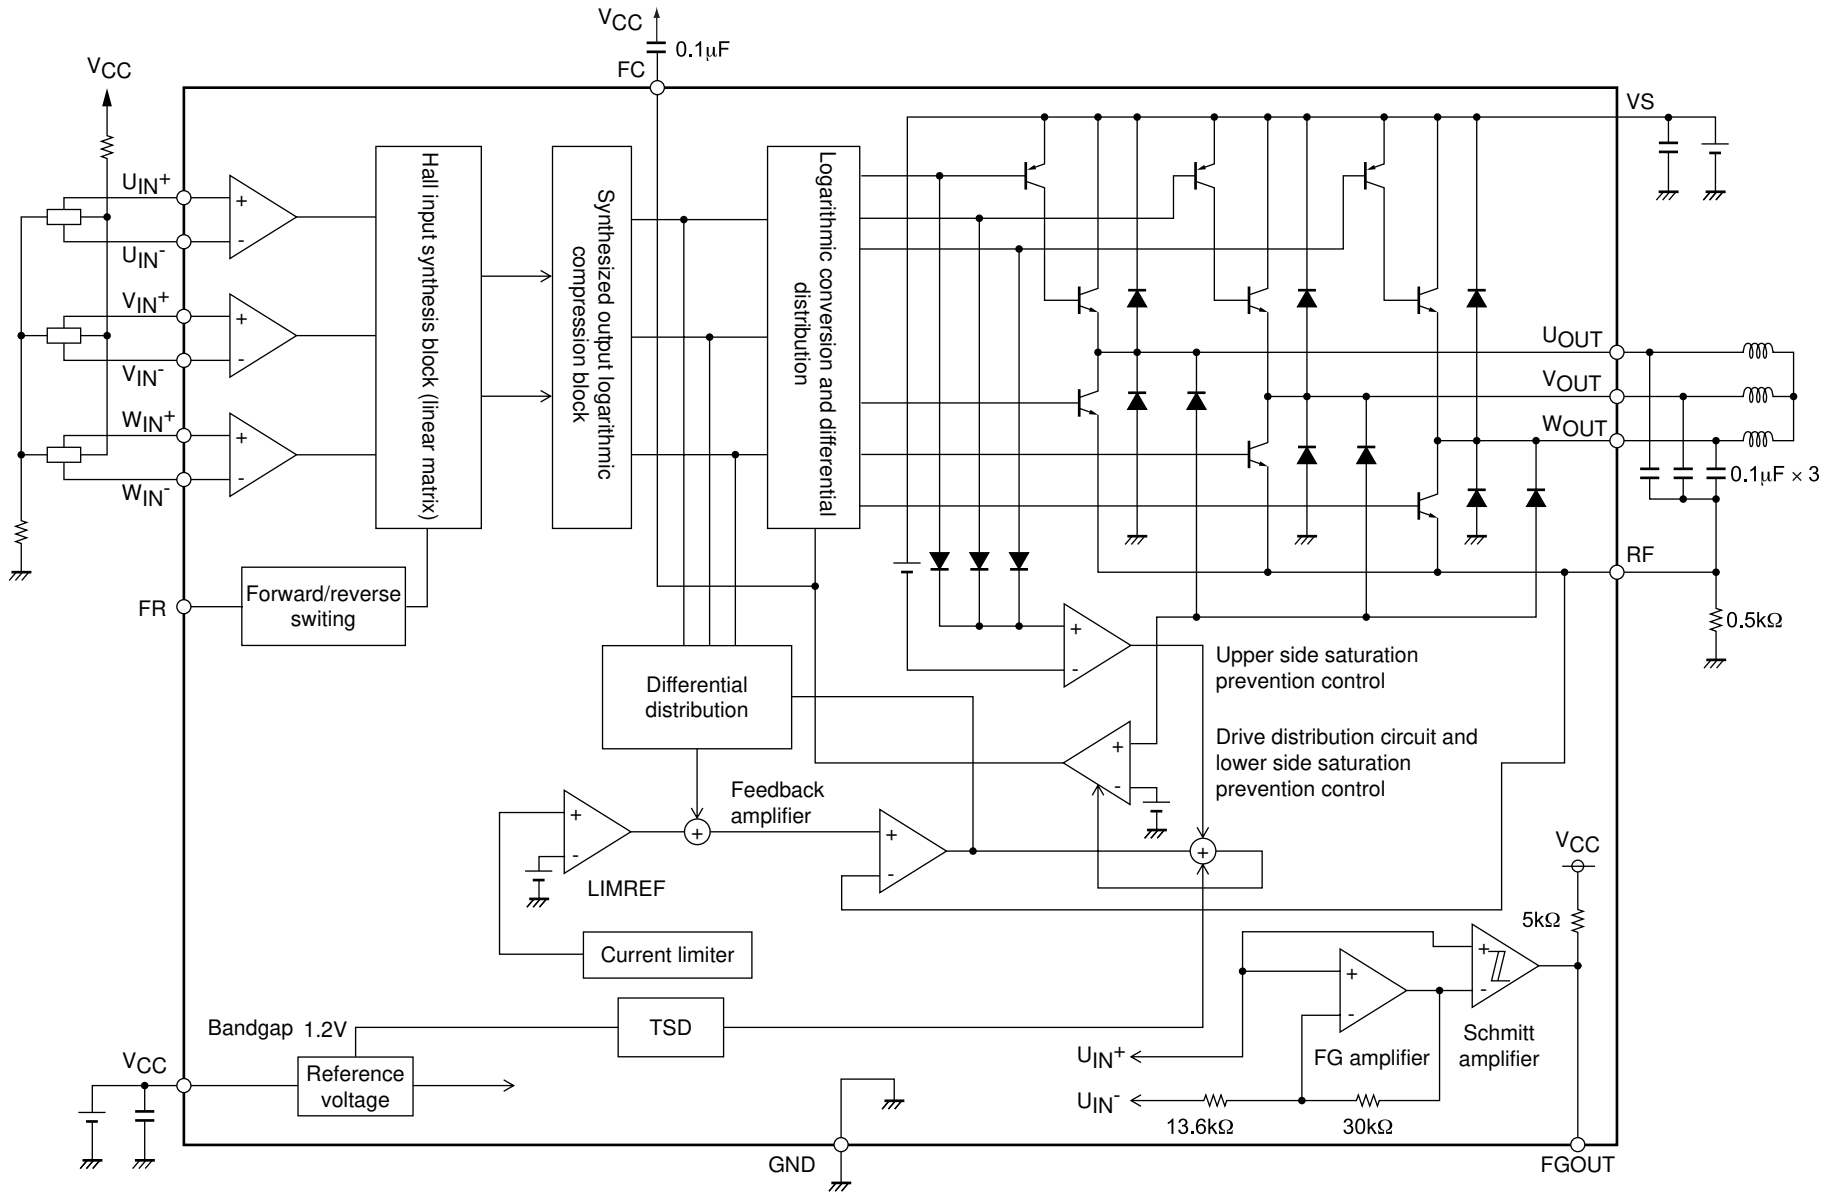 VCC
0.1µF
FC
VCC
VS
UIN+
UIN-
VIN+
VIN-
WIN+
WIN-
Hall input synthesis block (linear matrix)
Synthesized output logarithmic
compression block
Logarithmic conversion and differential
distribution
UOUT
VOUT
WOUT
0.1µF × 3
RF
0.5kΩ
FR
Forward/reverse
switing
Differential
distribution
Upper side saturation
prevention control
Drive distribution circuit and
lower side saturation
prevention control
Feedback
amplifier
LIMREF
Current limiter
TSD
Bandgap 1.2V
VCC
Reference
voltage
GND
VCC
5kΩ
UIN+
UIN-
FG amplifier
Schmitt
amplifier
13.6kΩ
30kΩ
FGOUT
+
-
+
-
+
-
+
-
+
-
+
-
+
+
-
+
+
-
+
-